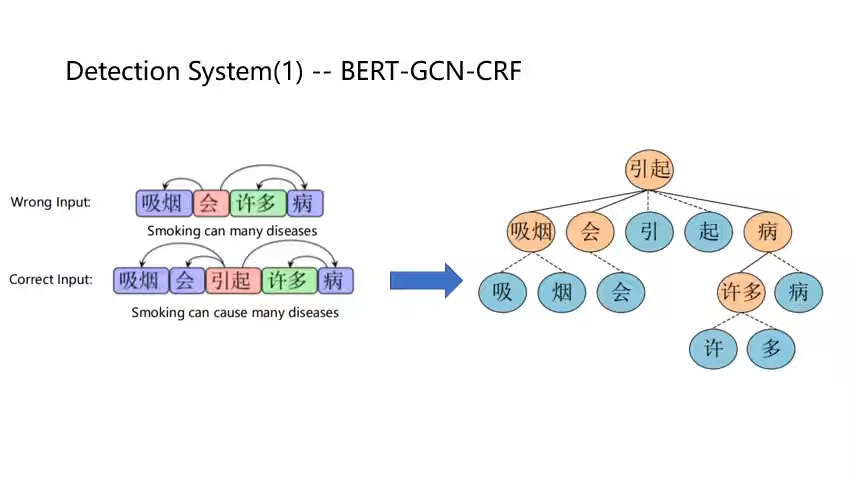 Detection System(1) -- BERT-GCN-CRF
Wrong Input:
吸烟 会 许多 病
Smoking can many diseases
Correct Input:
吸烟 会 引起 许多 病
Smoking can cause many diseases
引起
吸烟 会 引 起 病
吸 烟 会 许多 病
许 多